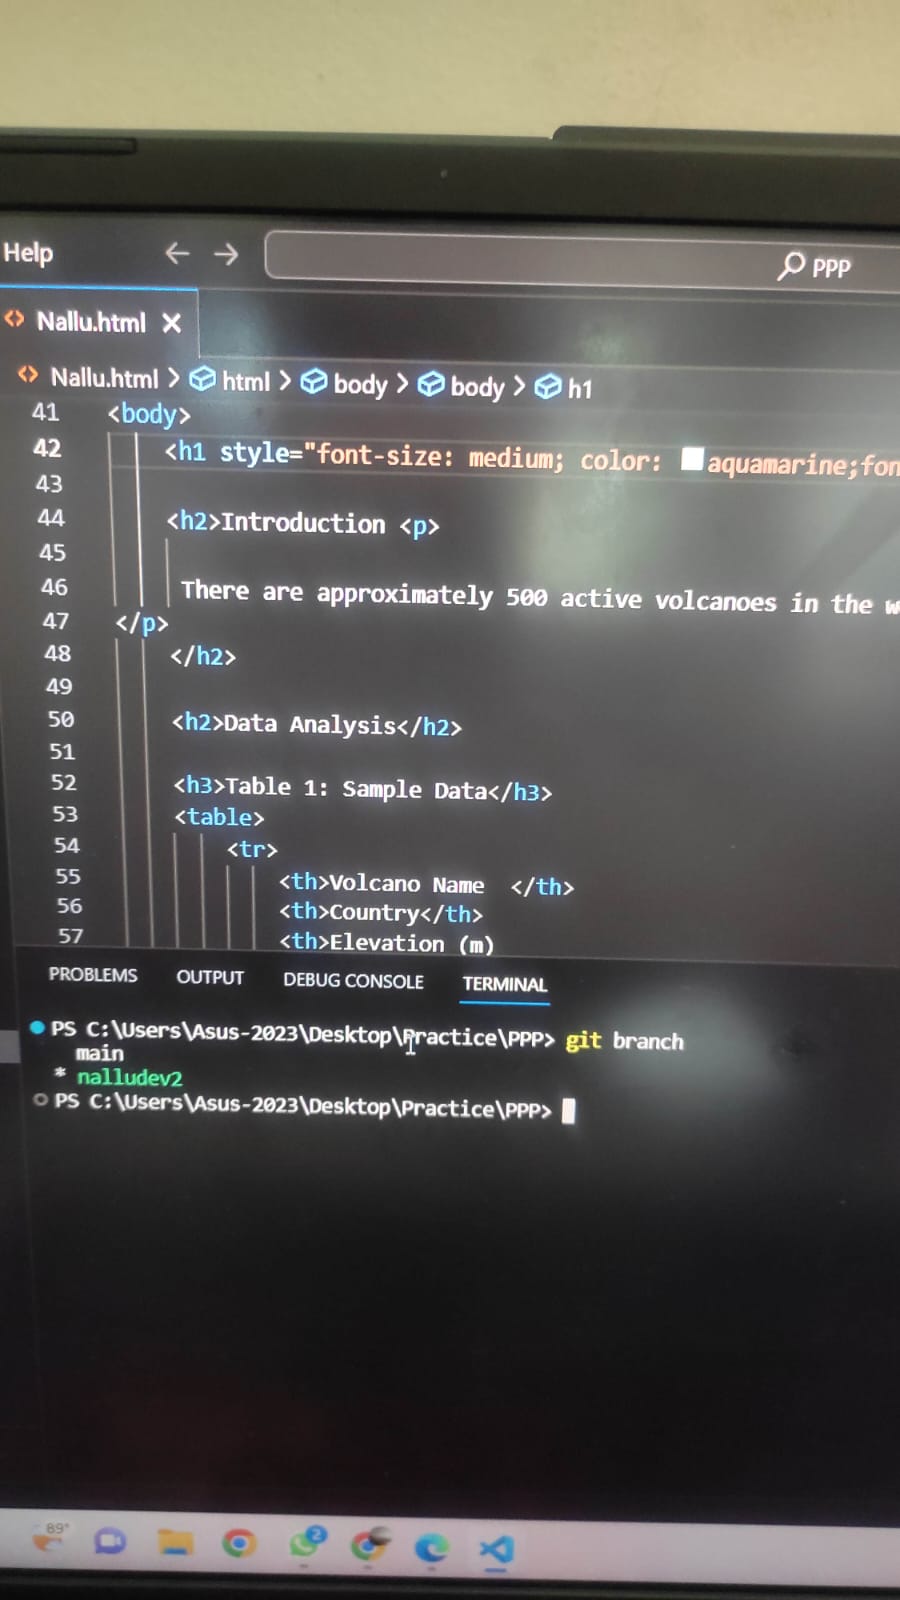 Help PPP
Nallu.html
Nallu.html > html > body > body > h1
41 <body>
42 <h1 style="font-size: medium; color: aquamarine;fon
43
44 <h2>Introduction <p>
45
46 There are approximately 500 active volcanoes in the w
47 </p>
48 </h2>
49
50 <h2>Data Analysis</h2>
51
52 <h3>Table 1: Sample Data</h3>
53 <table>
54 <tr>
55 <th>Volcano Name </th>
56 <th>Country</th>
57 <th>Elevation (m)
PROBLEMS OUTPUT DEBUG CONSOLE TERMINAL
PS C:\Users\Asus-2023\Desktop\Practice\PPP> git branch
main
* nalludev2
PS C:\Users\Asus-2023\Desktop\Practice\PPP>
89°
2